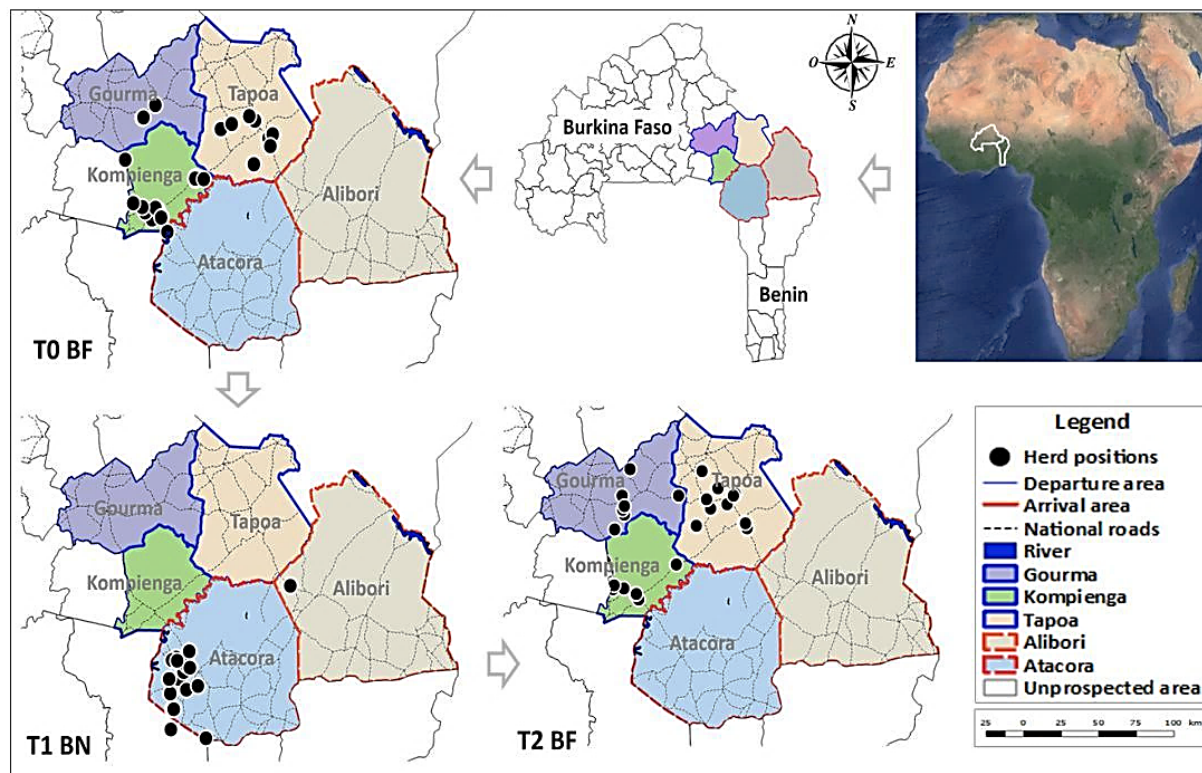 Gourma
Tapoa
Kompienga
Alibori
Atacora
T0 BF
Burkina Faso
Benin
N
O
E
S
Gourma
Tapoa
Kompienga
Alibori
Atacora
T1 BN
Gourma
Tapoa
Kompienga
Alibori
Atacora
T2 BF
Legend
Herd positions
Departure area
Arrival area
National roads
River
Gourma
Kompienga
Tapoa
Alibori
Atacora
Unprospected area
25 0 25 50 75 100 km